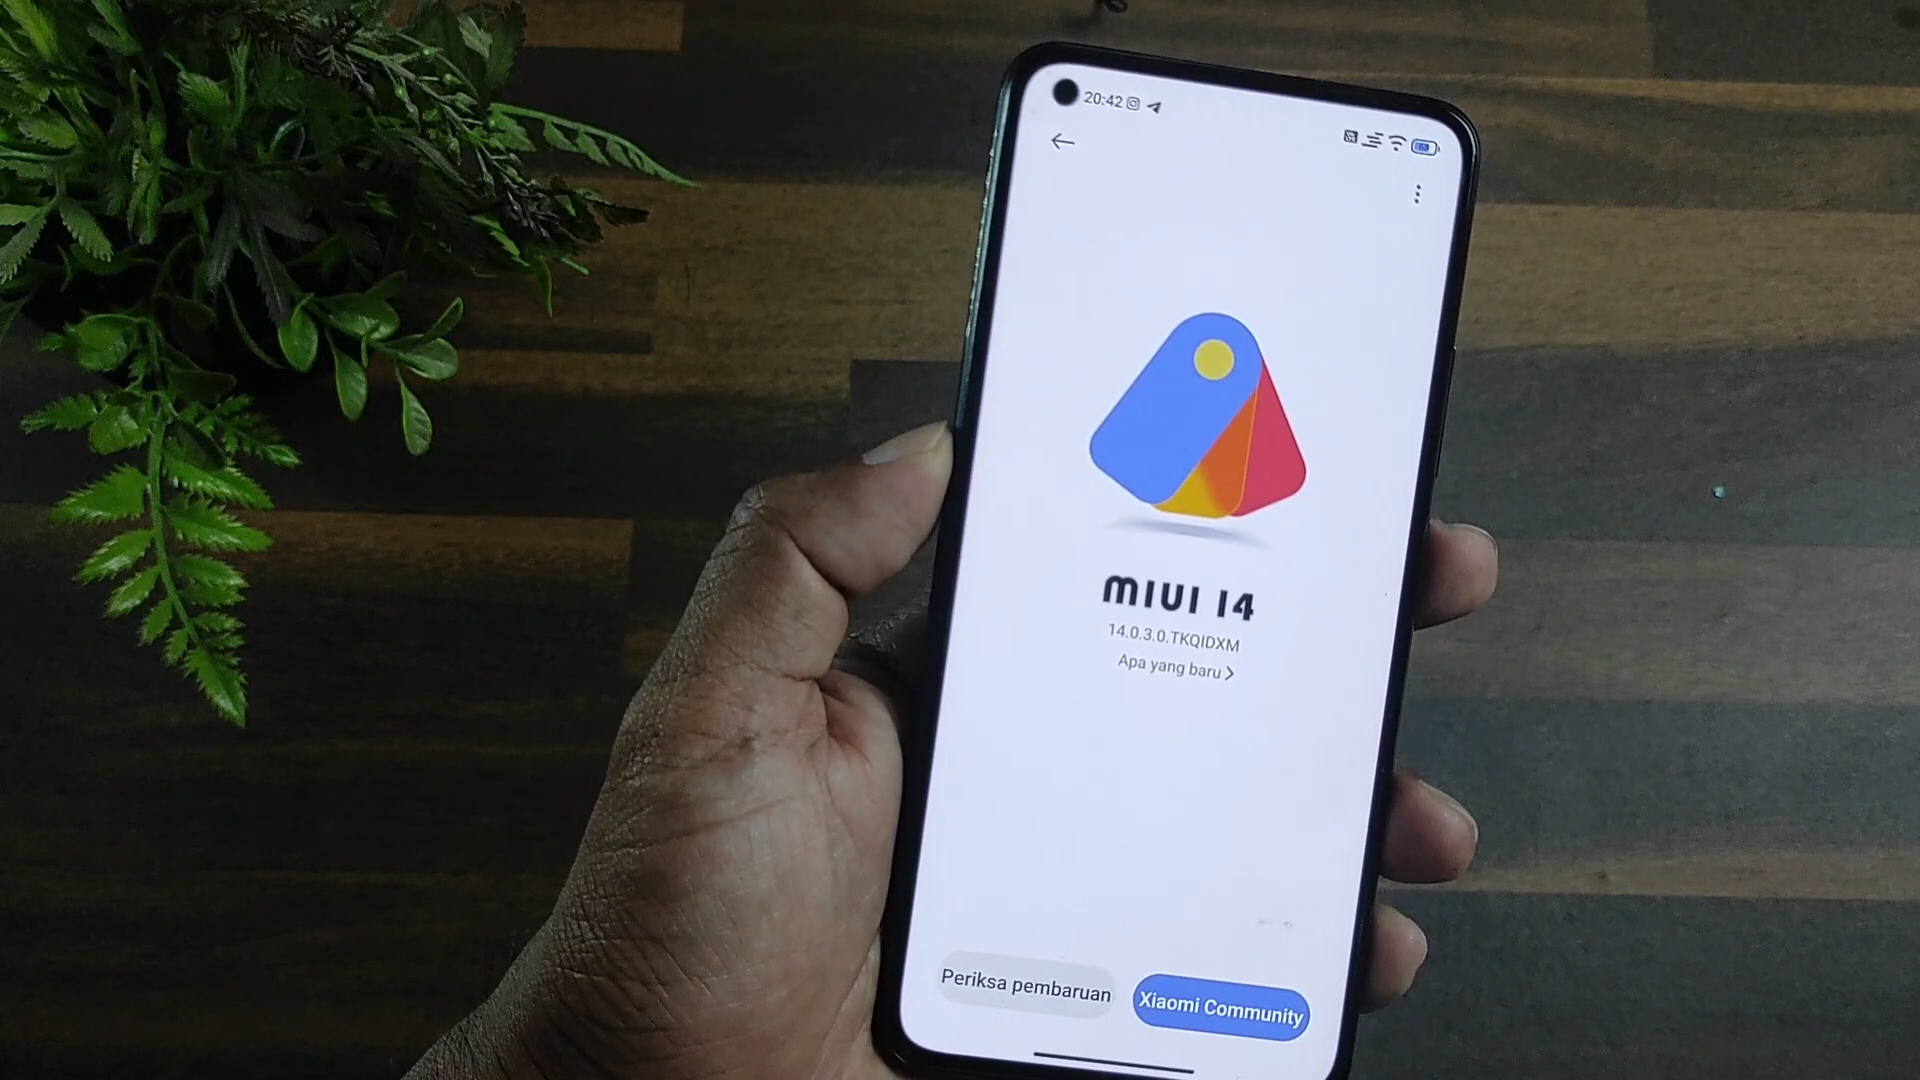 20:42
MIUI 14
14.0.3.0.TKQIDXM
Apa yang baru
Periksa pembaruan
Xiaomi Community